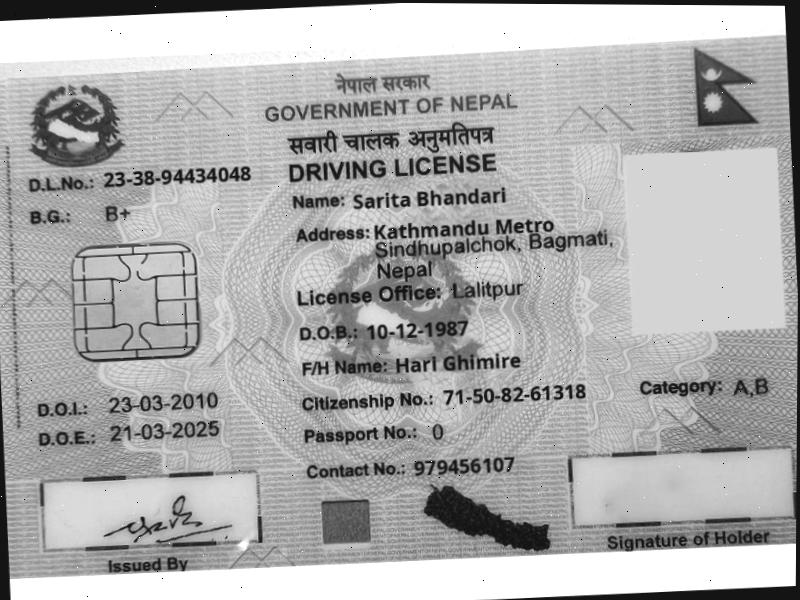 नेपाल सरकार
GOVERNMENT OF NEPAL
सवारी चालक अनुमतिपत्र
DRIVING LICENSE
D.L.No.: 23-38-94434048
B.G.: B+
Name: Sarita Bhandari
Address: Kathmandu Metro
Sindhupalchok, Bagmati,
Nepal
License Office: Lalitpur
D.O.B.: 10-12-1987
F/H Name: Hari Ghimire
Citizenship No.: 71-50-82-61318
Category: A,B
D.O.I.: 23-03-2010
D.O.E.: 21-03-2025
Passport No.: 0
Contact No.: 979456107
Issued By
Signature of Holder